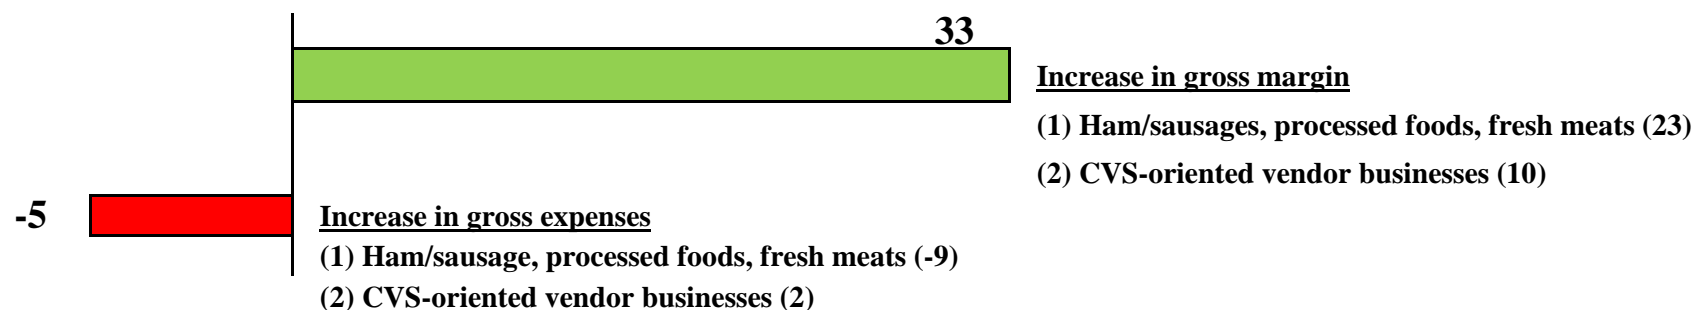 33
Increase in gross margin
(1) Ham/sausages, processed foods, fresh meats (23)
(2) CVS-oriented vendor businesses (10)
-5
Increase in gross expenses
(1) Ham/sausage, processed foods, fresh meats (-9)
(2) CVS-oriented vendor businesses (2)